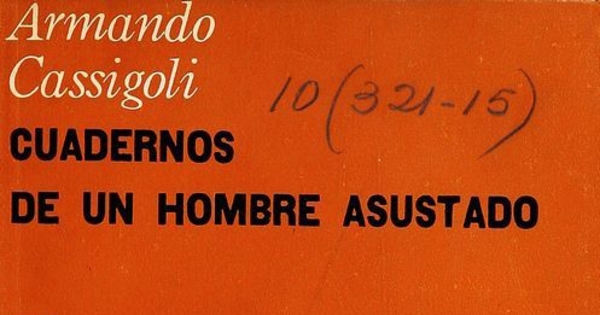 Armando
Cassigoli
10 (321-15)
CUADERNOS
DE UN HOMBRE ASUSTADO